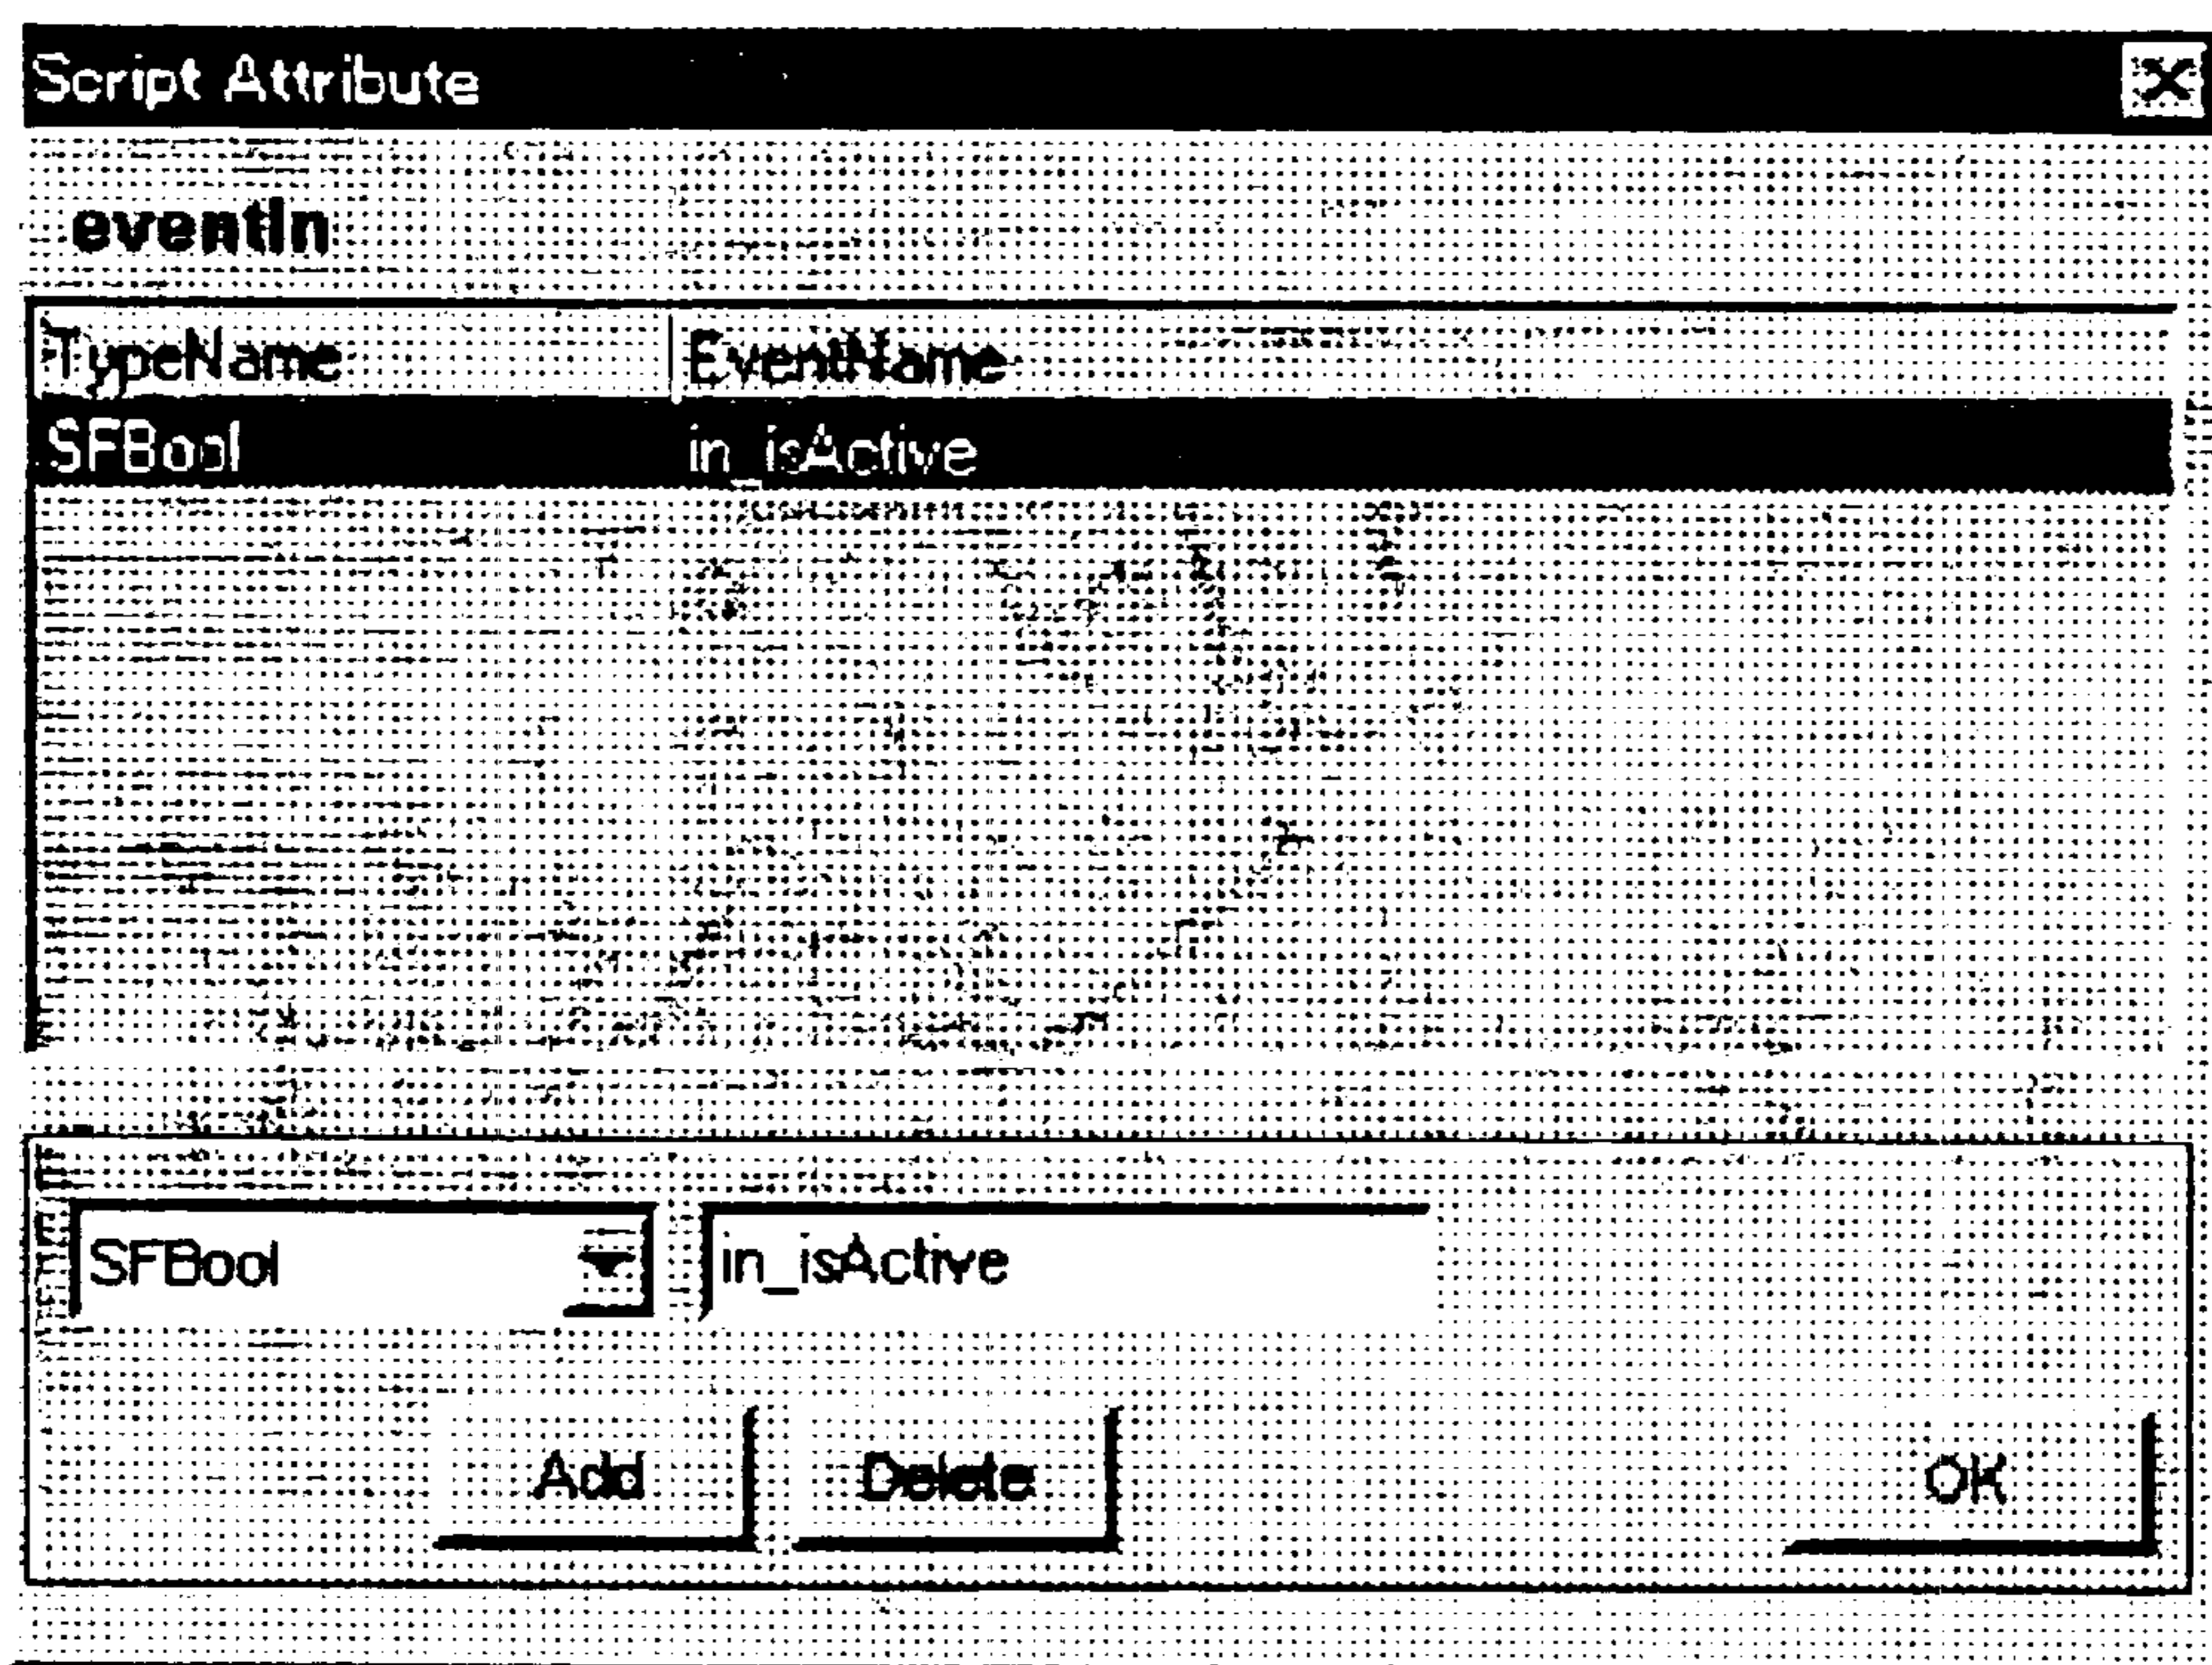 Script Attribute
eventIn
TypeName EventName
SFBool in_isActive
SFBool in_isActive
Add Delete OK